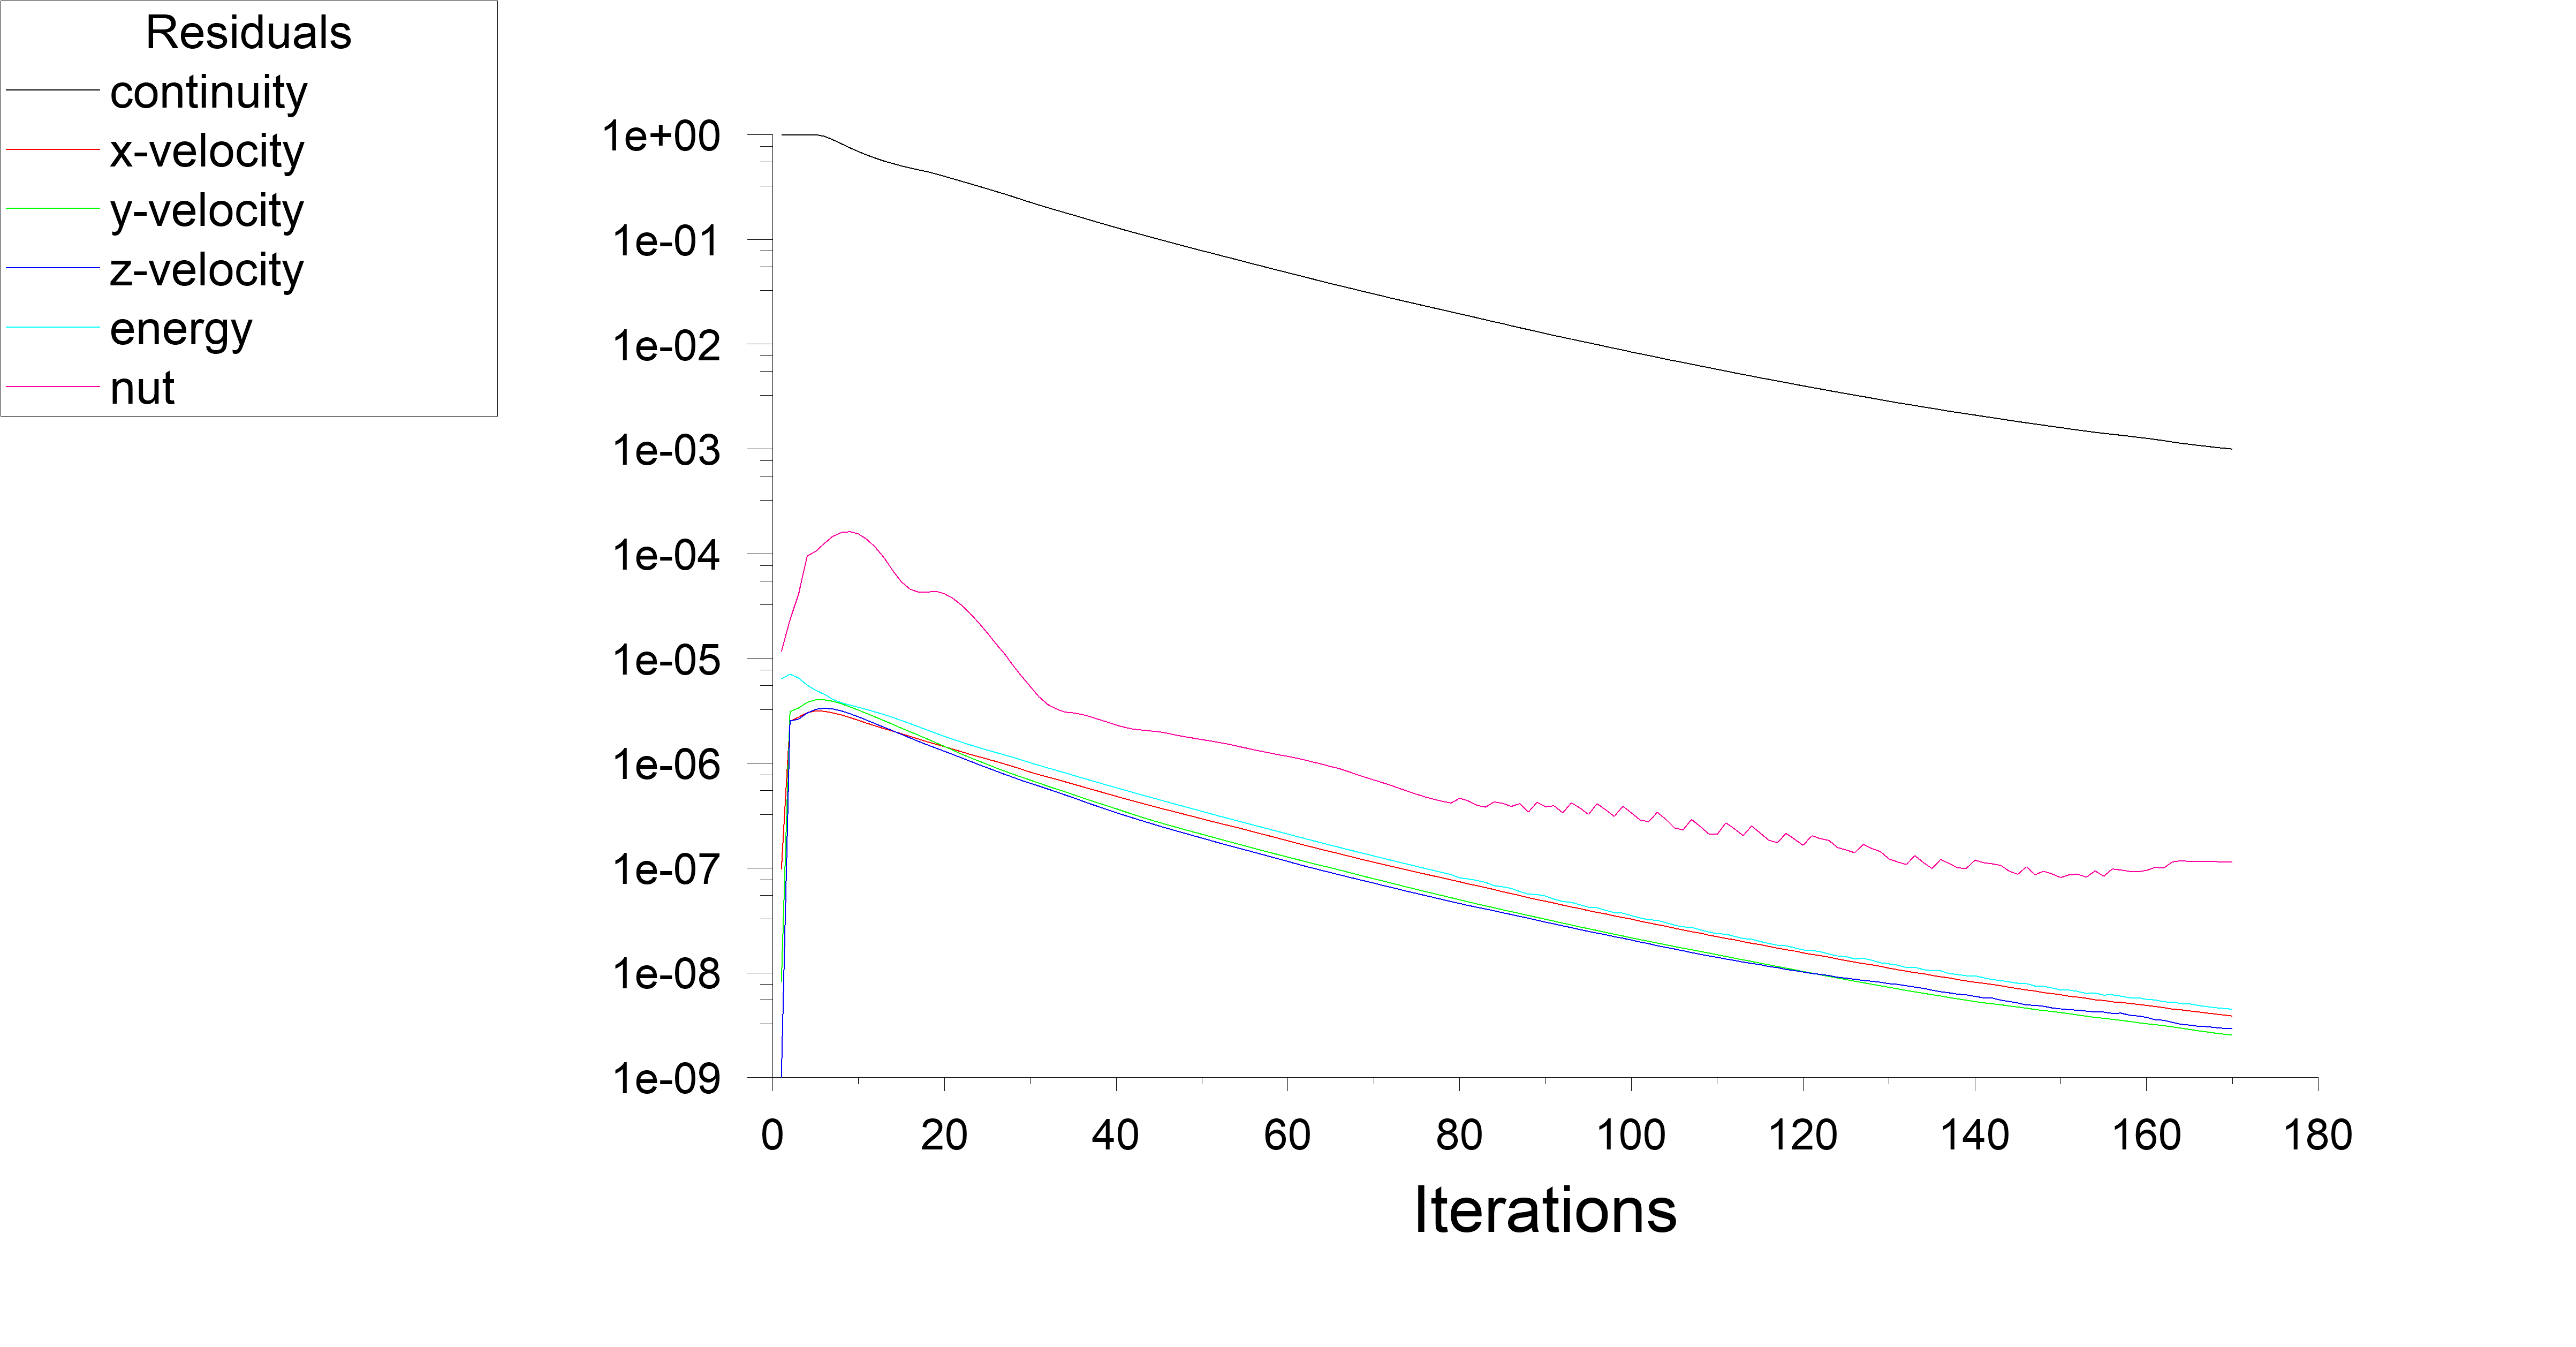 Residuals
continuity
x-velocity
y-velocity
z-velocity
energy
nut
1e+00
1e-01
1e-02
1e-03
1e-04
1e-05
1e-06
1e-07
1e-08
1e-09
0 20 40 60 80 100 120 140 160 180
Iterations